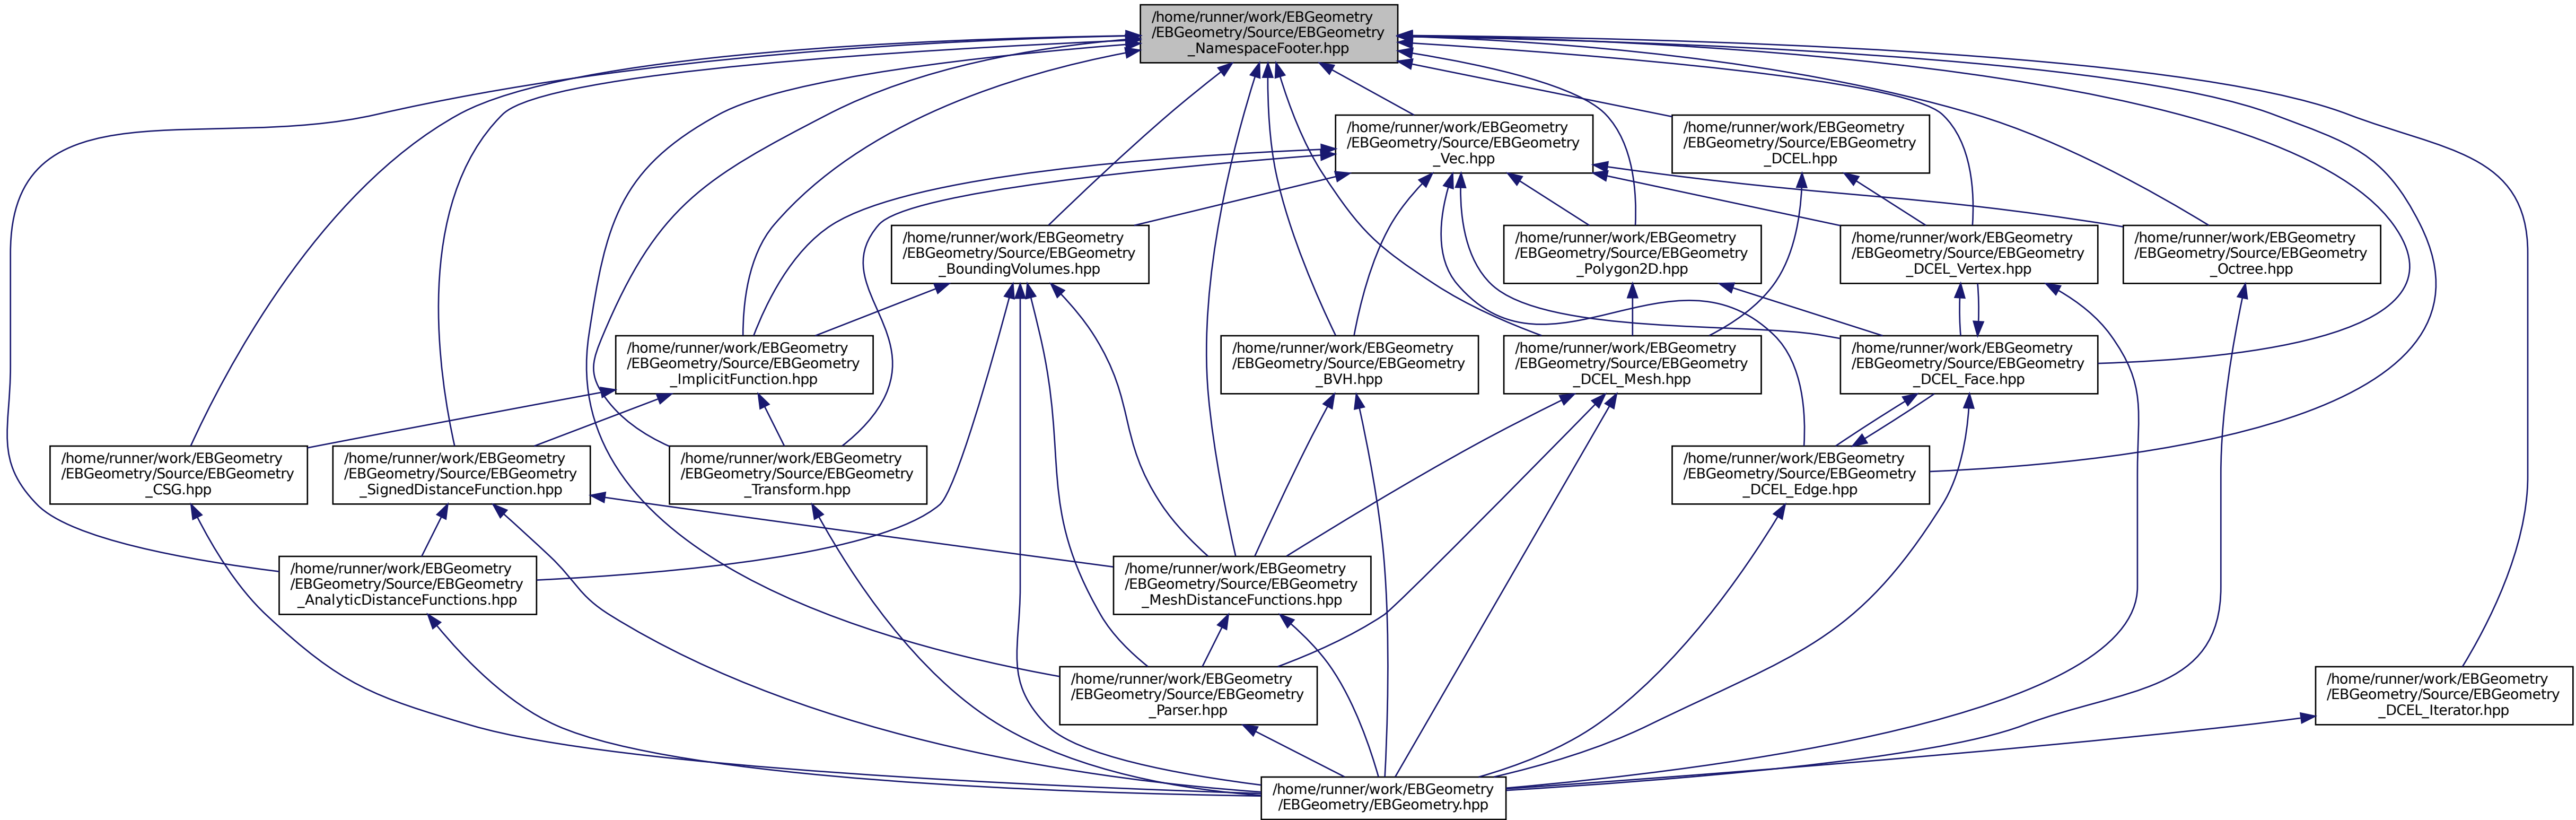 /home/runner/work/EBGeometry
/EBGeometry/Source/EBGeometry
_NamespaceFooter.hpp
/home/runner/work/EBGeometry
/EBGeometry/Source/EBGeometry
_Vec.hpp
/home/runner/work/EBGeometry
/EBGeometry/Source/EBGeometry
_DCEL.hpp
/home/runner/work/EBGeometry
/EBGeometry/Source/EBGeometry
_BoundingVolumes.hpp
/home/runner/work/EBGeometry
/EBGeometry/Source/EBGeometry
_Polygon2D.hpp
/home/runner/work/EBGeometry
/EBGeometry/Source/EBGeometry
_DCEL_Vertex.hpp
/home/runner/work/EBGeometry
/EBGeometry/Source/EBGeometry
_Octree.hpp
/home/runner/work/EBGeometry
/EBGeometry/Source/EBGeometry
_ImplicitFunction.hpp
/home/runner/work/EBGeometry
/EBGeometry/Source/EBGeometry
_BVH.hpp
/home/runner/work/EBGeometry
/EBGeometry/Source/EBGeometry
_DCEL_Mesh.hpp
/home/runner/work/EBGeometry
/EBGeometry/Source/EBGeometry
_DCEL_Face.hpp
/home/runner/work/EBGeometry
/EBGeometry/Source/EBGeometry
_CSG.hpp
/home/runner/work/EBGeometry
/EBGeometry/Source/EBGeometry
_SignedDistanceFunction.hpp
/home/runner/work/EBGeometry
/EBGeometry/Source/EBGeometry
_Transform.hpp
/home/runner/work/EBGeometry
/EBGeometry/Source/EBGeometry
_DCEL_Edge.hpp
/home/runner/work/EBGeometry
/EBGeometry/Source/EBGeometry
_AnalyticDistanceFunctions.hpp
/home/runner/work/EBGeometry
/EBGeometry/Source/EBGeometry
_MeshDistanceFunctions.hpp
/home/runner/work/EBGeometry
/EBGeometry/Source/EBGeometry
_Parser.hpp
/home/runner/work/EBGeometry
/EBGeometry/Source/EBGeometry
_DCEL_Iterator.hpp
/home/runner/work/EBGeometry
/EBGeometry/EBGeometry.hpp